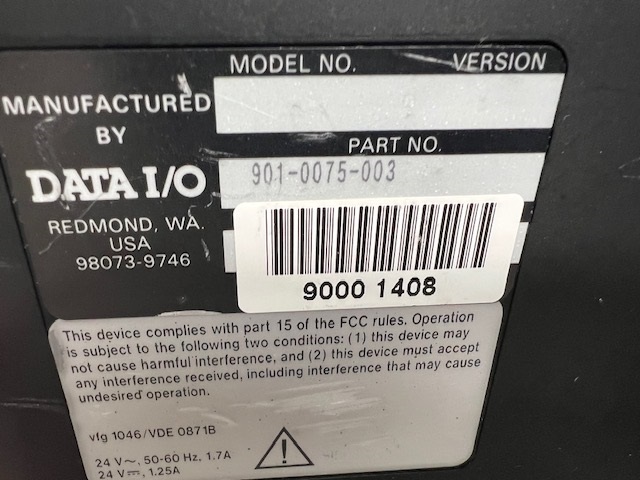 MODEL NO. VERSION
MANUFACTURED
BY
DATA I/O
REDMOND, WA.
USA
98073-9746
PART NO.
901-0075-003
9000 1408
This device complies with part 15 of the FCC rules. Operation
is subject to the following two conditions: (1) this device may
not cause harmful interference, and (2) this device must accept
any interference received, including interference that may cause
undesired operation.
vfg 1046/VDE 0871B
24 V~, 50-60 Hz, 1.7A
24 V⎓, 1.25A